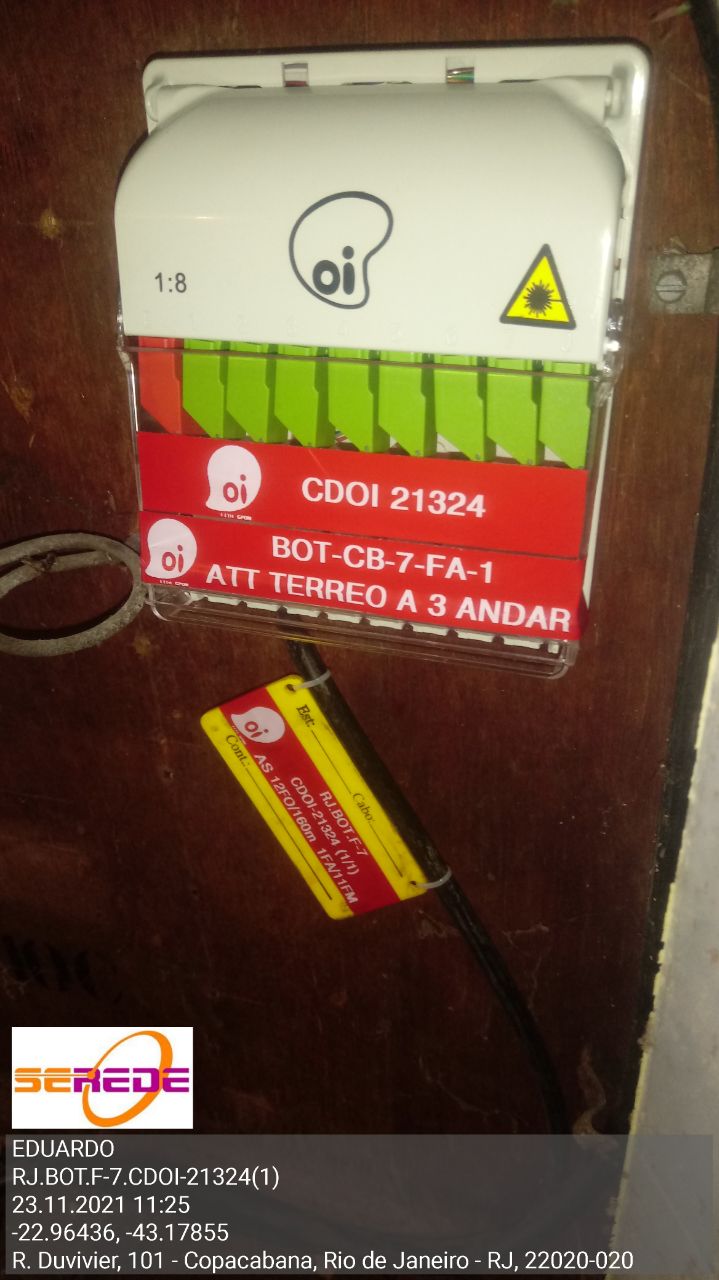 oi
1:8
oi
CDOI 21324
oi
BOT-CB-7-FA-1
ATT TERREO A 3 ANDAR
oi
Est: Cabo:
RJ.BOT.F-7
CDOI-21324 (1/1)
AS 12FO/160m 1FA/11FM
Cont.:
SEREDE
EDUARDO
RJ.BOT.F-7.CDOI-21324(1)
23.11.2021 11:25
-22.96436, -43.17855
R. Duvivier, 101 - Copacabana, Rio de Janeiro - RJ, 22020-020